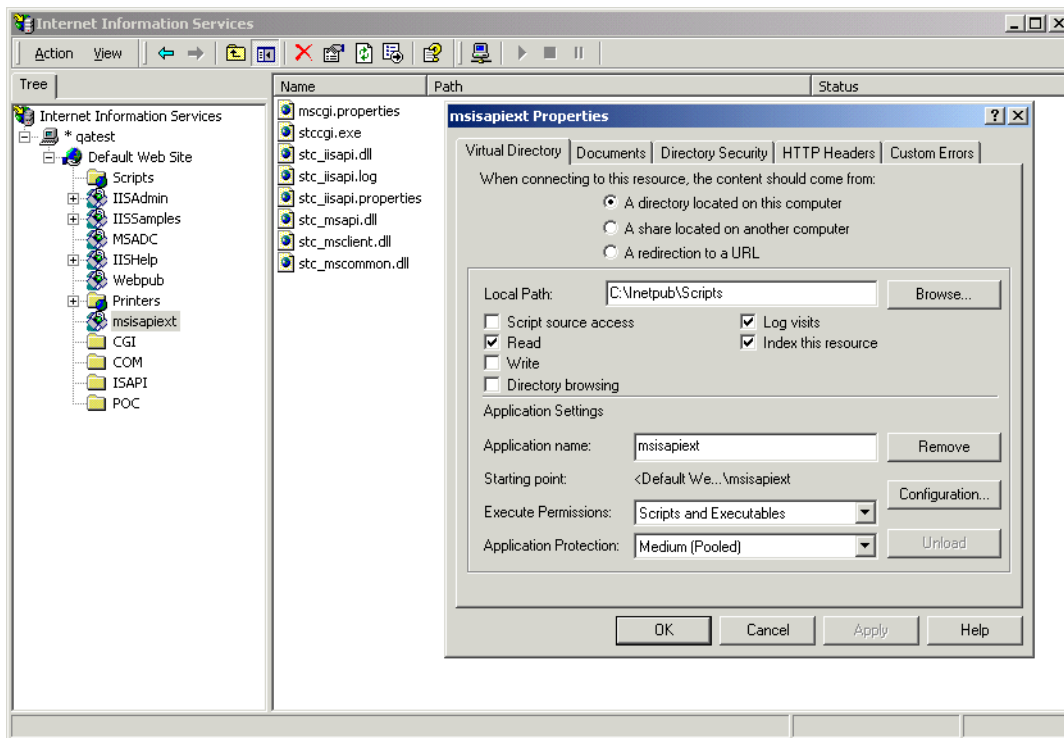 Internet Information Services
Action View
Tree
Name Path Status
Internet Information Services
* qatest
Default Web Site
Scripts
IISAdmin
IISSamples
MSADC
IISHelp
Webpub
Printers
msisapiext
CGI
COM
ISAPI
POC
mscgi.properties
stccgi.exe
stc_iisapi.dll
stc_iisapi.log
stc_iisapi.properties
stc_msapi.dll
stc_msclient.dll
stc_mscommon.dll
msisapiext Properties
Virtual Directory Documents Directory Security HTTP Headers Custom Errors
When connecting to this resource, the content should come from:
A directory located on this computer
A share located on another computer
A redirection to a URL
Local Path: C:\Inetpub\Scripts Browse...
Script source access Log visits
Read Index this resource
Write
Directory browsing
Application Settings
Application name: msisapiext Remove
Starting point: <Default We...\msisapiext
Configuration...
Execute Permissions: Scripts and Executables
Application Protection: Medium (Pooled) Unload
OK Cancel Apply Help